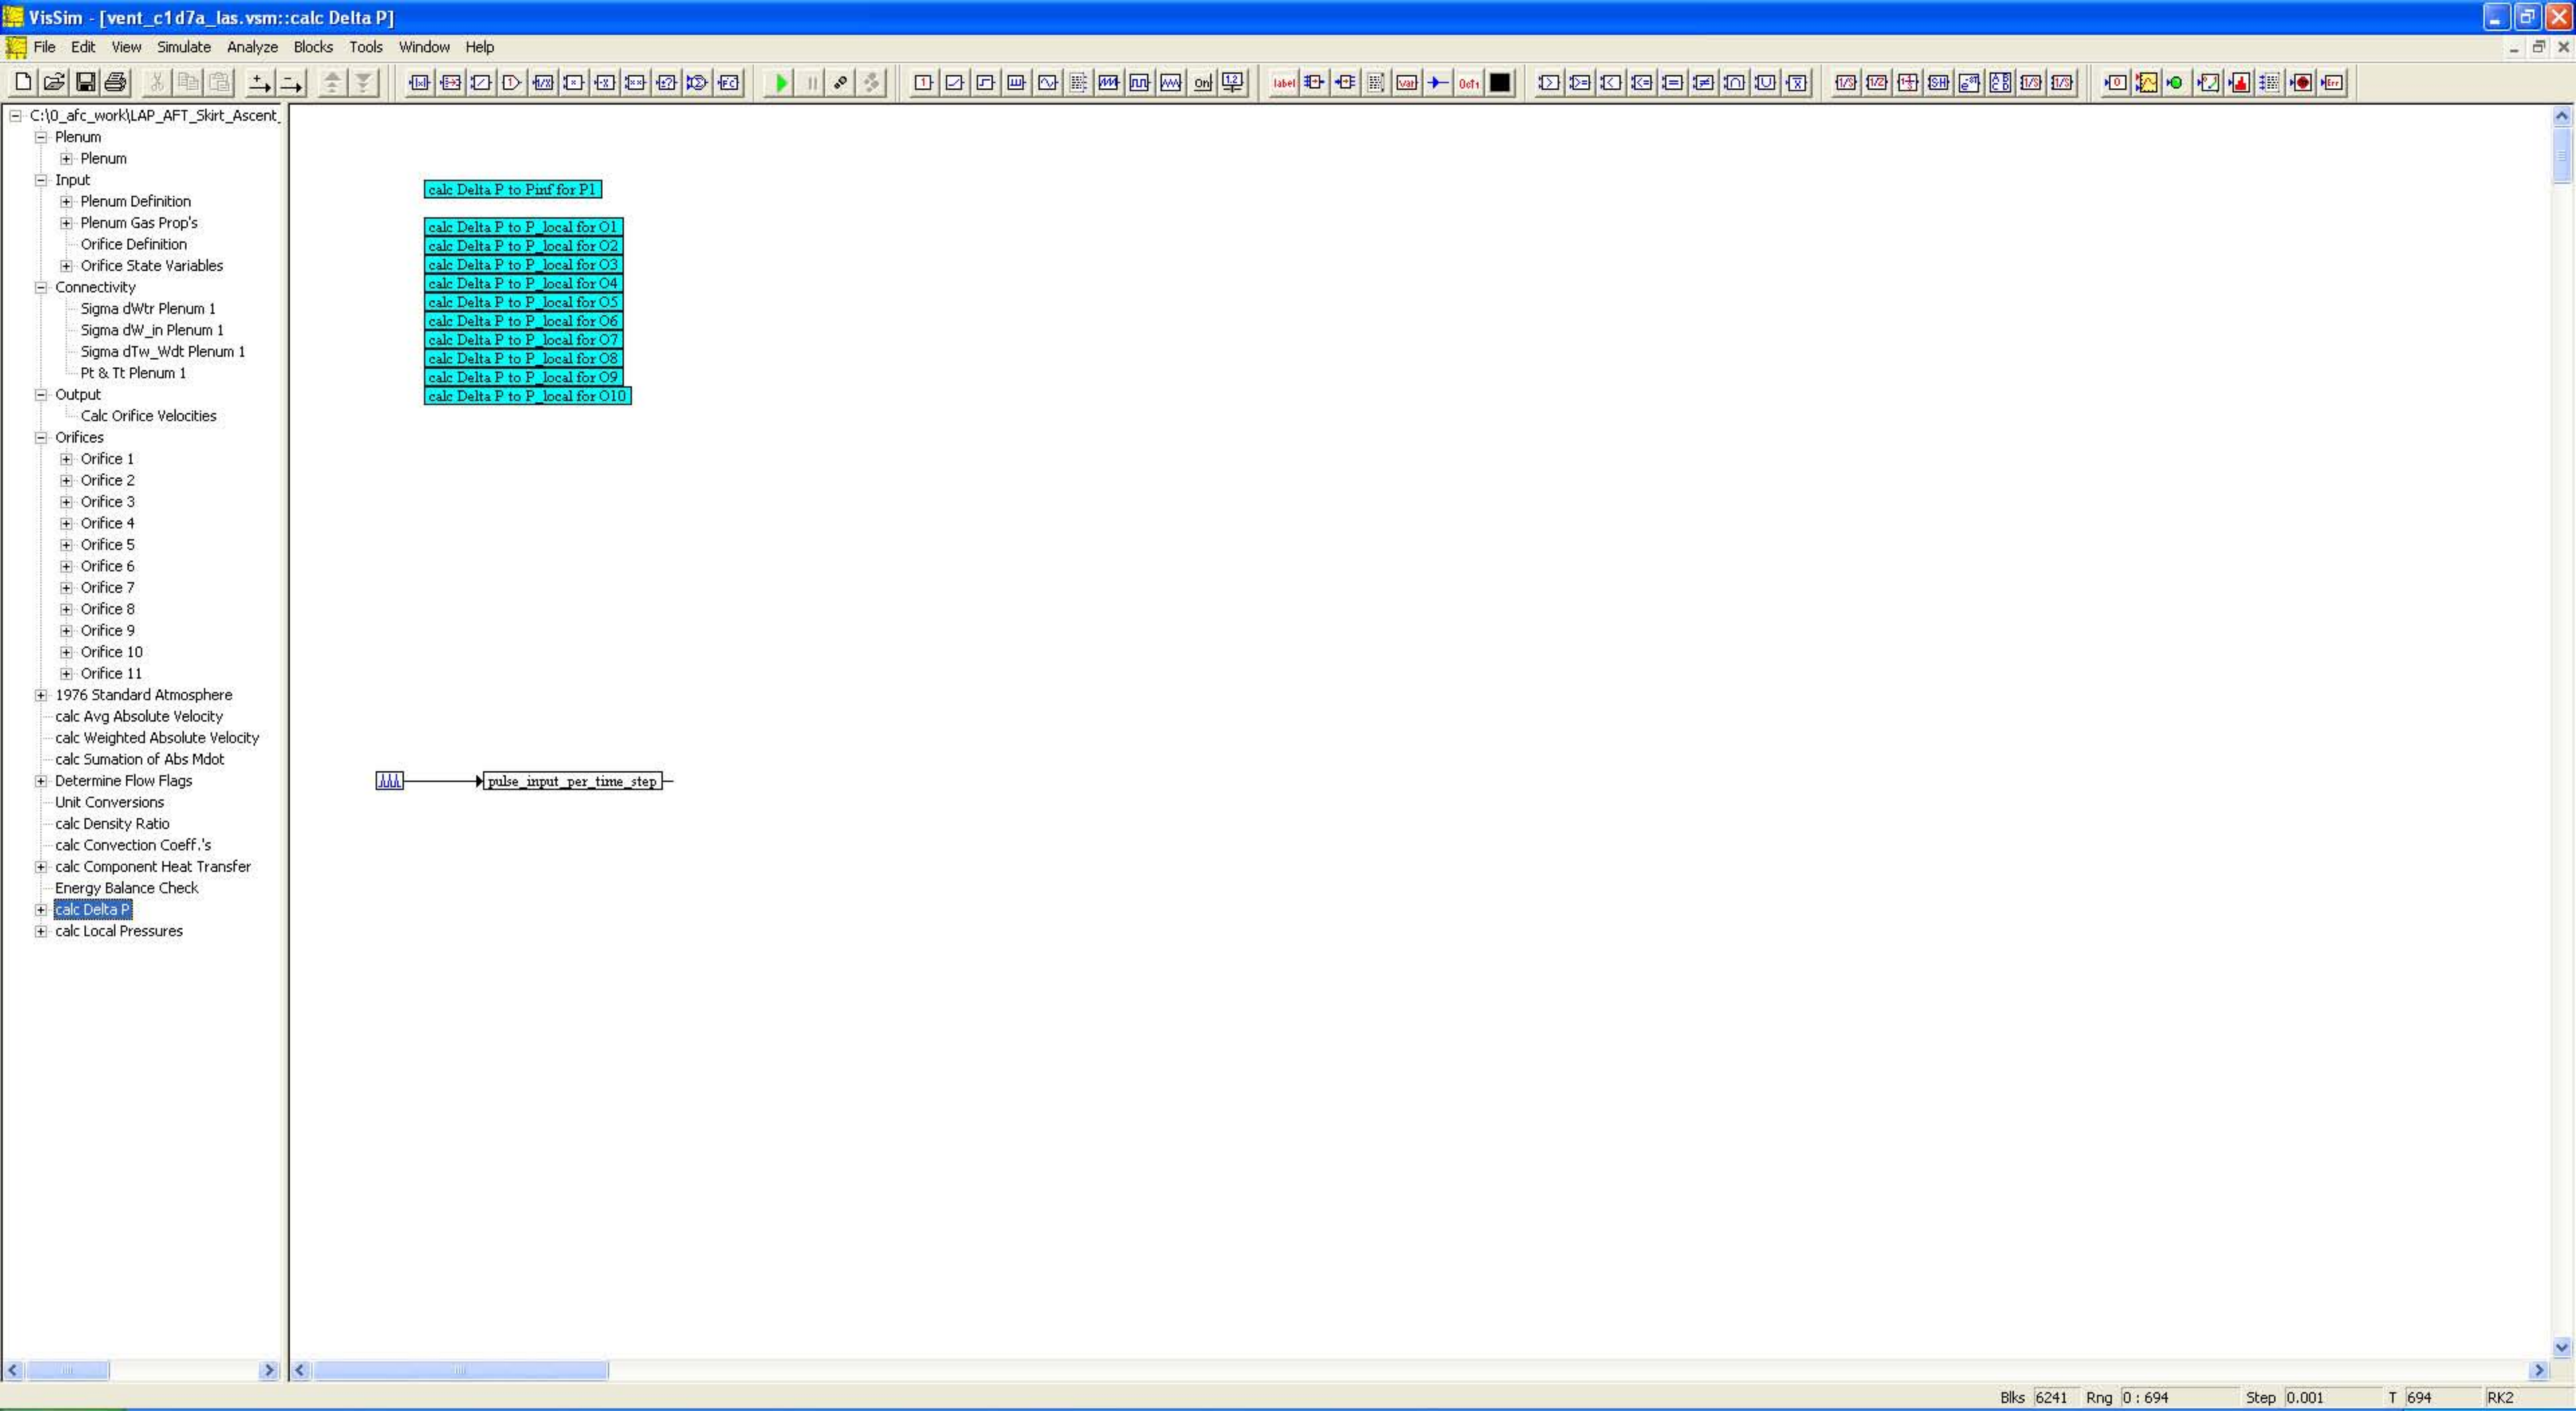 VisSim - [vent_c1d7a_las.vsm::calc Delta P]
File Edit View Simulate Analyze Blocks Tools Window Help
label var
C:\0_afc_work\LAP_AFT_Skirt_Ascent_
Plenum
Plenum
Input
Plenum Definition
Plenum Gas Prop's
Orifice Definition
Orifice State Variables
Connectivity
Sigma dWtr Plenum 1
Sigma dW_in Plenum 1
Sigma dTw_Wdt Plenum 1
Pt & Tt Plenum 1
Output
Calc Orifice Velocities
Orifices
Orifice 1
Orifice 2
Orifice 3
Orifice 4
Orifice 5
Orifice 6
Orifice 7
Orifice 8
Orifice 9
Orifice 10
Orifice 11
1976 Standard Atmosphere
calc Avg Absolute Velocity
calc Weighted Absolute Velocity
calc Sumation of Abs Mdot
Determine Flow Flags
Unit Conversions
calc Density Ratio
calc Convection Coeff.'s
calc Component Heat Transfer
Energy Balance Check
calc Delta P
calc Local Pressures
calc Delta P to Pinf for P1
calc Delta P to P_local for O1
calc Delta P to P_local for O2
calc Delta P to P_local for O3
calc Delta P to P_local for O4
calc Delta P to P_local for O5
calc Delta P to P_local for O6
calc Delta P to P_local for O7
calc Delta P to P_local for O8
calc Delta P to P_local for O9
calc Delta P to P_local for O10
pulse_input_per_time_step
Blks 6241 Rng 0 : 694 Step 0.001 T 694 RK2